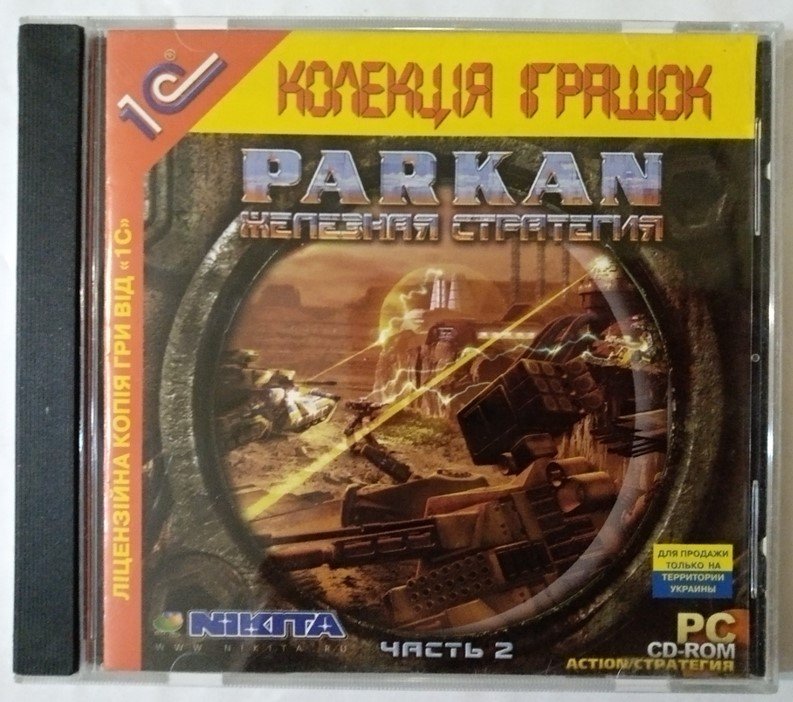 1С®
КОЛЕКЦІЯ ІГРАШОК
PARKAN
ЖЕЛЕЗНАЯ СТРАТЕГИЯ
ЛІЦЕНЗІЙНА КОПІЯ ГРИ ВІД «1С»
ДЛЯ ПРОДАЖИ
ТОЛЬКО НА
ТЕРРИТОРИИ
УКРАИНЫ
NIKITA
WWW.NIKITA.RU
ЧАСТЬ 2
PC
CD-ROM
ACTION/СТРАТЕГИЯ